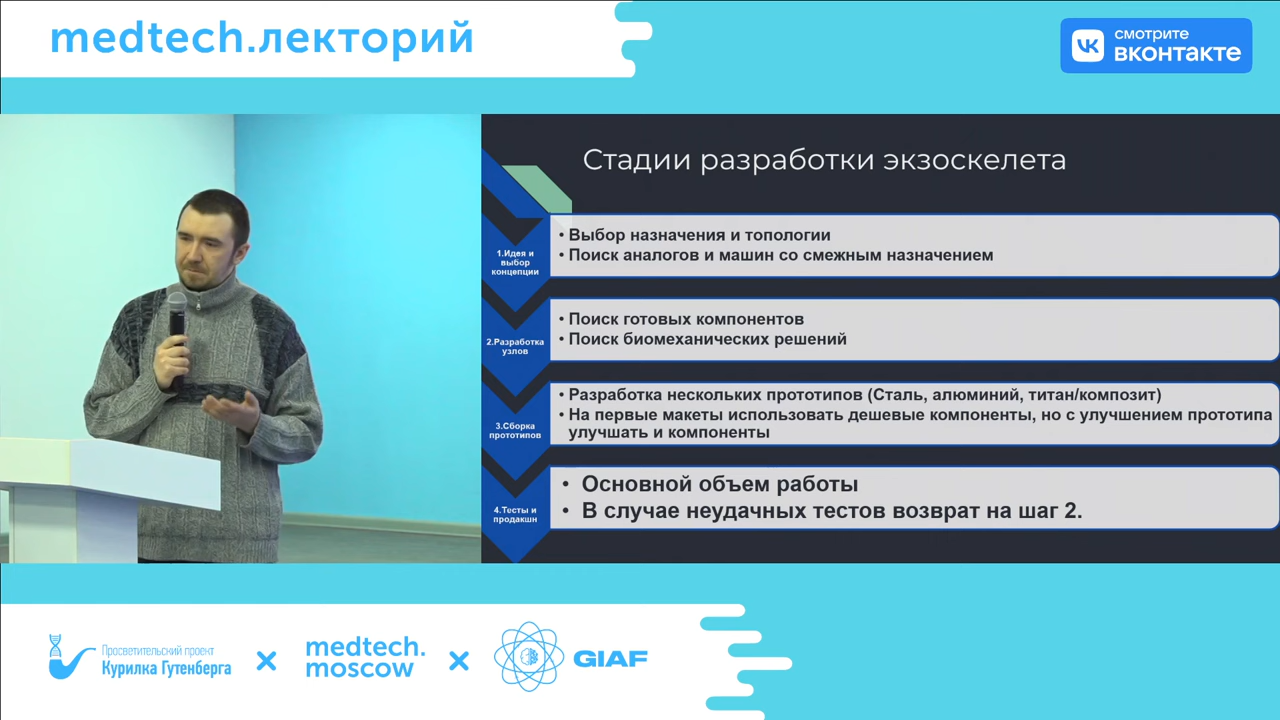 medtech.лекторий
смотрите
вконтакте
Стадии разработки экзоскелета
1.Идея и
выбор
концепции
• Выбор назначения и топологии
• Поиск аналогов и машин со смежным назначением
2.Разработка
узлов
• Поиск готовых компонентов
• Поиск биомеханических решений
3.Сборка
прототипов
• Разработка нескольких прототипов (Сталь, алюминий, титан/композит)
• На первые макеты использовать дешевые компоненты, но с улучшением прототипа
улучшать и компоненты
4.Тесты и
продакшн
• Основной объем работы
• В случае неудачных тестов возврат на шаг 2.
Просветительский проект
Курилка Гутенберга
medtech.
moscow
GIAF